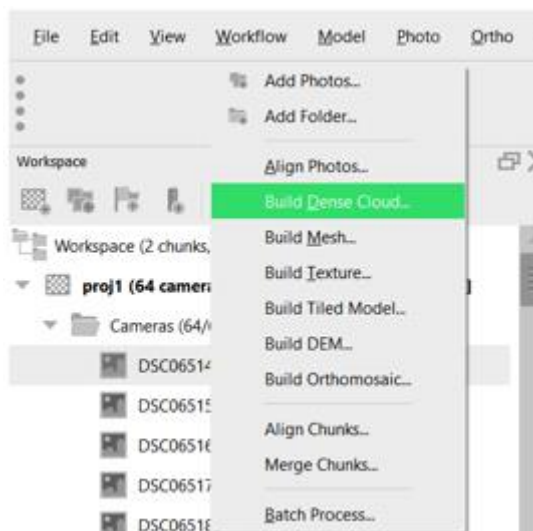 File Edit View Workflow Model Photo Ortho
Add Photos...
Add Folder...
Workspace
Align Photos...
Build Dense Cloud...
Build Mesh...
Workspace (2 chunks,
Build Texture...
proj1 (64 camera
Build Tiled Model...
Cameras (64/
Build DEM...
DSC06514
Build Orthomosaic...
DSC06515
Align Chunks...
DSC06516
Merge Chunks...
DSC06517
Batch Process...
DSC06518